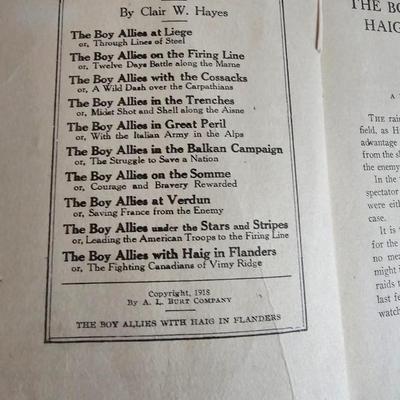 By Clair W. Hayes
The Boy Allies at Liege
or, Through Lines of Steel
The Boy Allies on the Firing Line
or, Twelve Days Battle along the Marne
The Boy Allies with the Cossacks
or, A Wild Dash over the Carpathians
The Boy Allies in the Trenches
or, Midst Shot and Shell along the Aisne
The Boy Allies in Great Peril
or, With the Italian Army in the Alps
The Boy Allies in the Balkan Campaign
or, The Struggle to Save a Nation
The Boy Allies on the Somme
or, Courage and Bravery Rewarded
The Boy Allies at Verdun
or, Saving France from the Enemy
The Boy Allies under the Stars and Stripes
or, Leading the American Troops to the Firing Line
The Boy Allies with Haig in Flanders
or, The Fighting Canadians of Vimy Ridge
Copyright, 1918
By A. L. Burt Company
THE BOY ALLIES WITH HAIG IN FLANDERS
THE BO
HAIG
A
THE rai
field, as H
advantage
from the s
the enemy
In the
spectator
were eith
case.
It is
for the
no mea
might i
raids t
last fe
watch